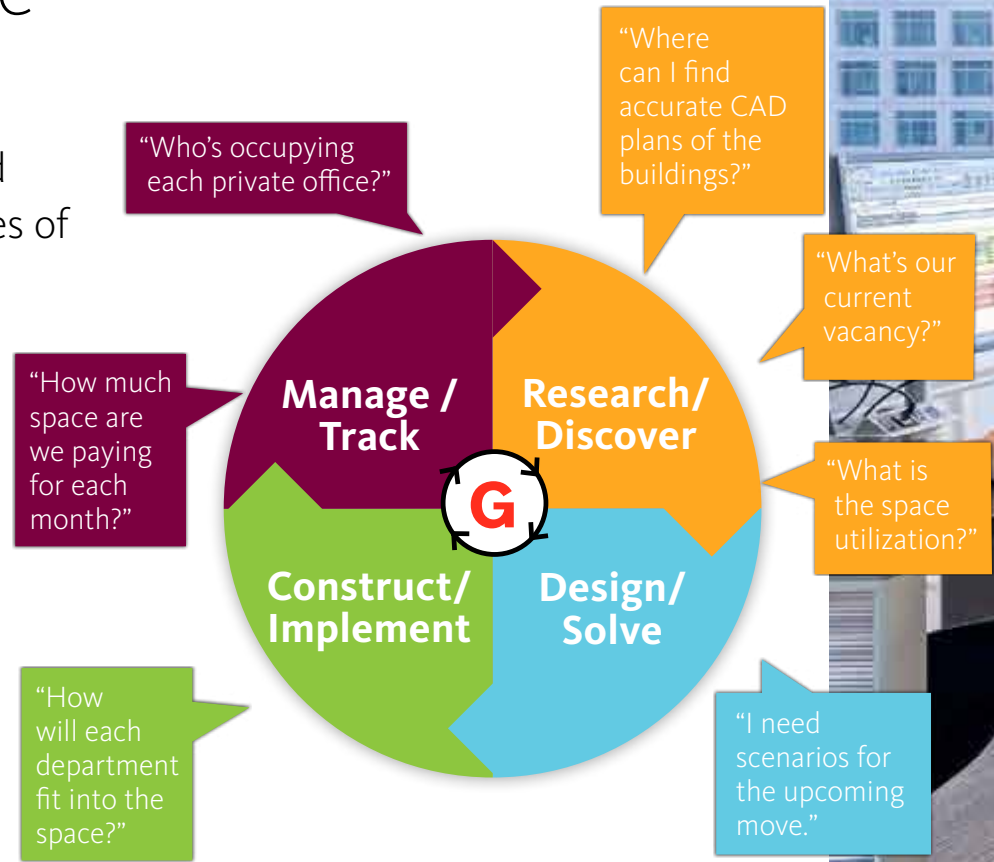 “Where
can I find
accurate CAD
plans of the
buildings?”
“Who’s occupying
each private office?”
es of
“What’s our
current
vacancy?”
“How much
space are
we paying
for each
month?”
Manage /
Track
Research/
Discover
“What is
the space
utilization?”
G
Construct/
Implement
Design/
Solve
“How
will each
department
fit into the
space?”
“I need
scenarios for
the upcoming
move.”